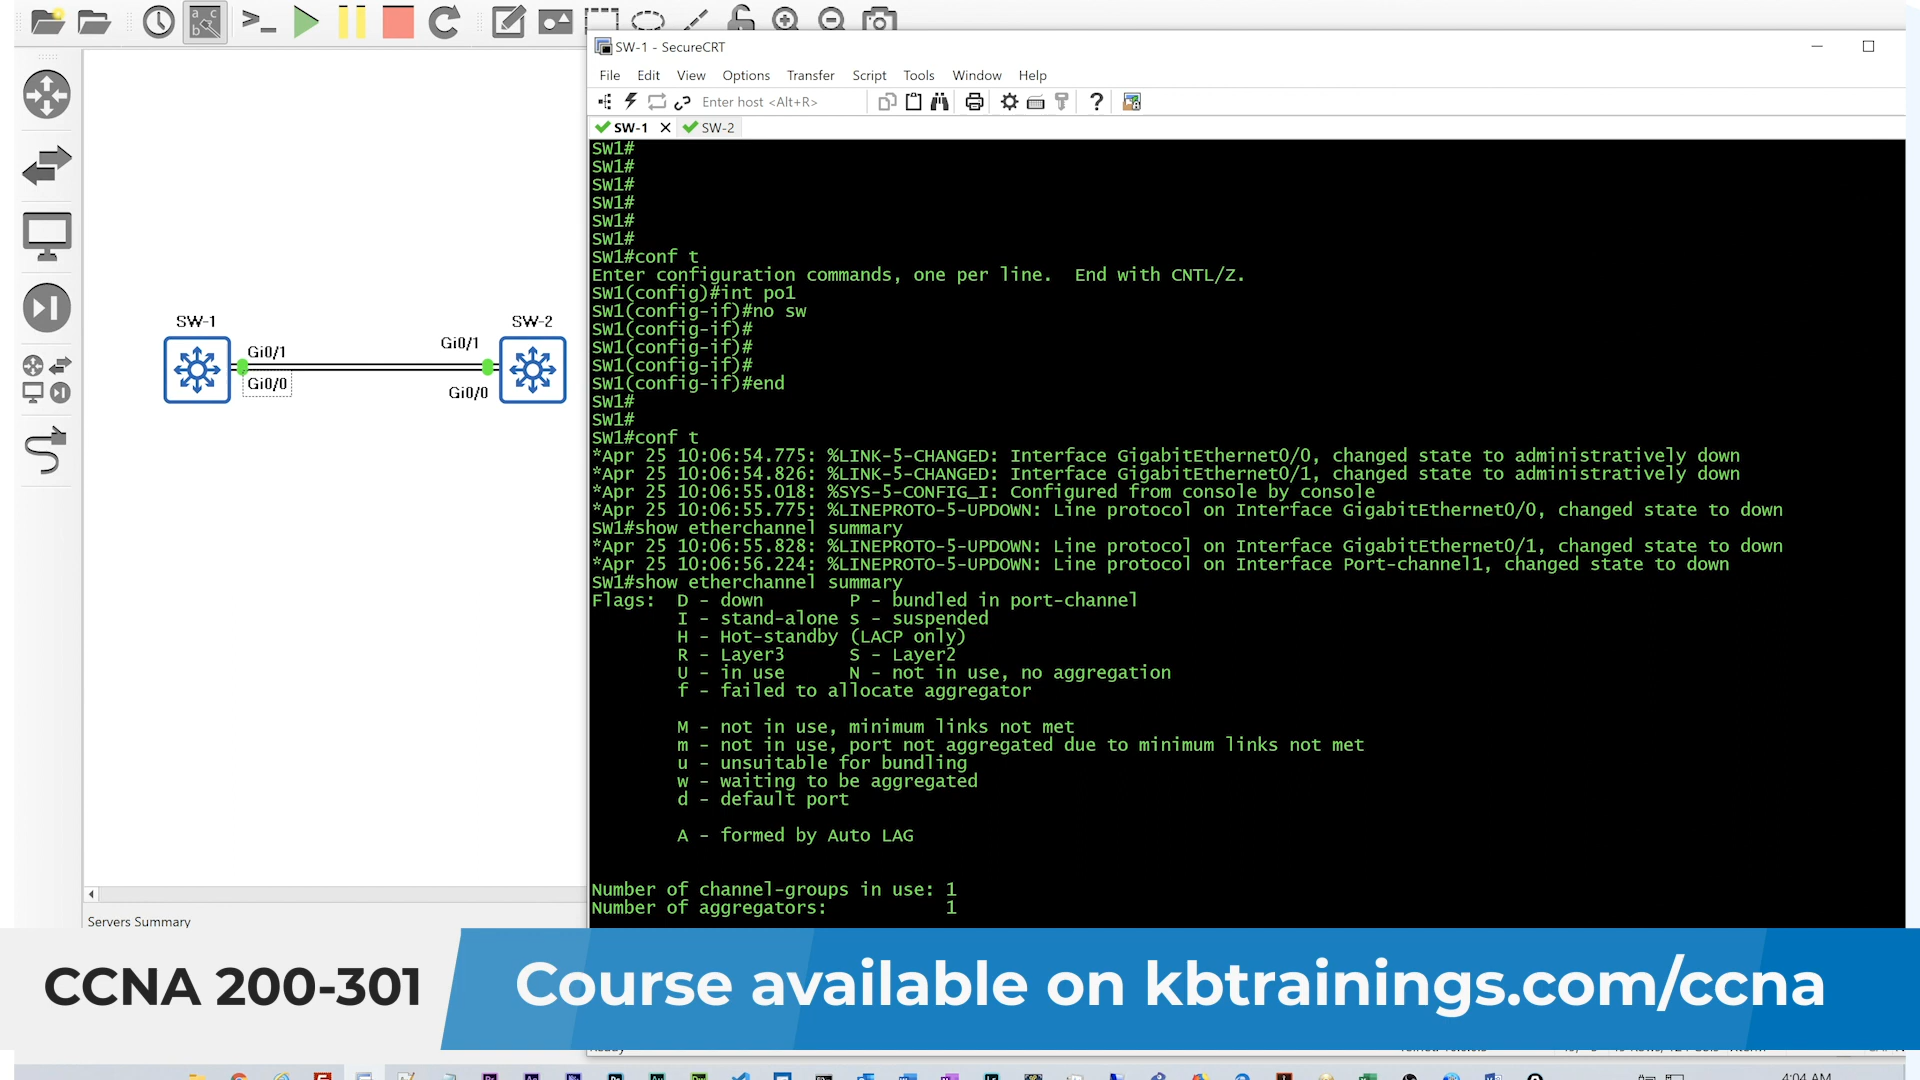 SW-1 - SecureCRT
File Edit View Options Transfer Script Tools Window Help
Enter host <Alt+R>
SW-1 SW-2
SW1#
SW1#
SW1#
SW1#
SW1#
SW1#
SW1#conf t
Enter configuration commands, one per line.  End with CNTL/Z.
SW1(config)#int po1
SW1(config-if)#no sw
SW1(config-if)#
SW1(config-if)#
SW1(config-if)#
SW1(config-if)#end
SW1#
SW1#
SW1#conf t
*Apr 25 10:06:54.775: %LINK-5-CHANGED: Interface GigabitEthernet0/0, changed state to administratively down
*Apr 25 10:06:54.826: %LINK-5-CHANGED: Interface GigabitEthernet0/1, changed state to administratively down
*Apr 25 10:06:55.018: %SYS-5-CONFIG_I: Configured from console by console
*Apr 25 10:06:55.775: %LINEPROTO-5-UPDOWN: Line protocol on Interface GigabitEthernet0/0, changed state to down
SW1#show etherchannel summary
*Apr 25 10:06:55.828: %LINEPROTO-5-UPDOWN: Line protocol on Interface GigabitEthernet0/1, changed state to down
*Apr 25 10:06:56.224: %LINEPROTO-5-UPDOWN: Line protocol on Interface Port-channel1, changed state to down
SW1#show etherchannel summary
Flags:  D - down        P - bundled in port-channel
I - stand-alone s - suspended
H - Hot-standby (LACP only)
R - Layer3      S - Layer2
U - in use      N - not in use, no aggregation
f - failed to allocate aggregator
M - not in use, minimum links not met
m - not in use, port not aggregated due to minimum links not met
u - unsuitable for bundling
w - waiting to be aggregated
d - default port
A - formed by Auto LAG
Number of channel-groups in use: 1
Number of aggregators:           1
SW-1
SW-2
Gi0/1
Gi0/1
Gi0/0
Gi0/0
Servers Summary
CCNA 200-301
Course available on kbtrainings.com/ccna
4:04 AM